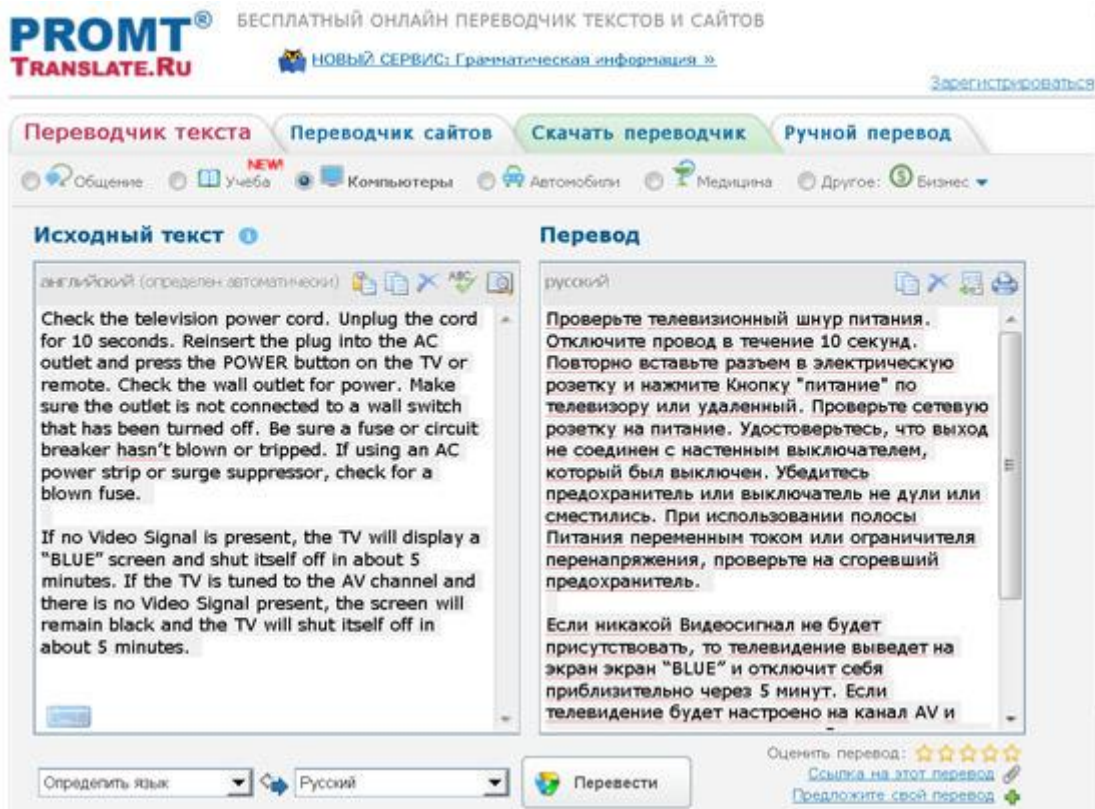 PROMT®
TRANSLATE.RU
БЕСПЛАТНЫЙ ОНЛАЙН ПЕРЕВОДЧИК ТЕКСТОВ И САЙТОВ
НОВЫЙ СЕРВИС: Грамматическая информация »
Зарегистрироваться
Переводчик текста Переводчик сайтов Скачать переводчик Ручной перевод
Общение Учеба NEW! Компьютеры Автомобили Медицина Другое: Бизнес
Исходный текст
английский (определен автоматически)
Check the television power cord. Unplug the cord
for 10 seconds. Reinsert the plug into the AC
outlet and press the POWER button on the TV or
remote. Check the wall outlet for power. Make
sure the outlet is not connected to a wall switch
that has been turned off. Be sure a fuse or circuit
breaker hasn’t blown or tripped. If using an AC
power strip or surge suppressor, check for a
blown fuse.
If no Video Signal is present, the TV will display a
“BLUE” screen and shut itself off in about 5
minutes. If the TV is tuned to the AV channel and
there is no Video Signal present, the screen will
remain black and the TV will shut itself off in
about 5 minutes.
Перевод
русский
Проверьте телевизионный шнур питания.
Отключите провод в течение 10 секунд.
Повторно вставьте разъем в электрическую
розетку и нажмите Кнопку "питание" по
телевизору или удаленный. Проверьте сетевую
розетку на питание. Удостоверьтесь, что выход
не соединен с настенным выключателем,
который был выключен. Убедитесь
предохранитель или выключатель не дули или
сместились. При использовании полосы
Питания переменным током или ограничителя
перенапряжения, проверьте на сгоревший
предохранитель.
Если никакой Видеосигнал не будет
присутствовать, то телевидение выведет на
экран экран “BLUE” и отключит себя
приблизительно через 5 минут. Если
телевидение будет настроено на канал AV и
Определить язык Русский Перевести
Оценить перевод:
Ссылка на этот перевод
Предложите свой перевод